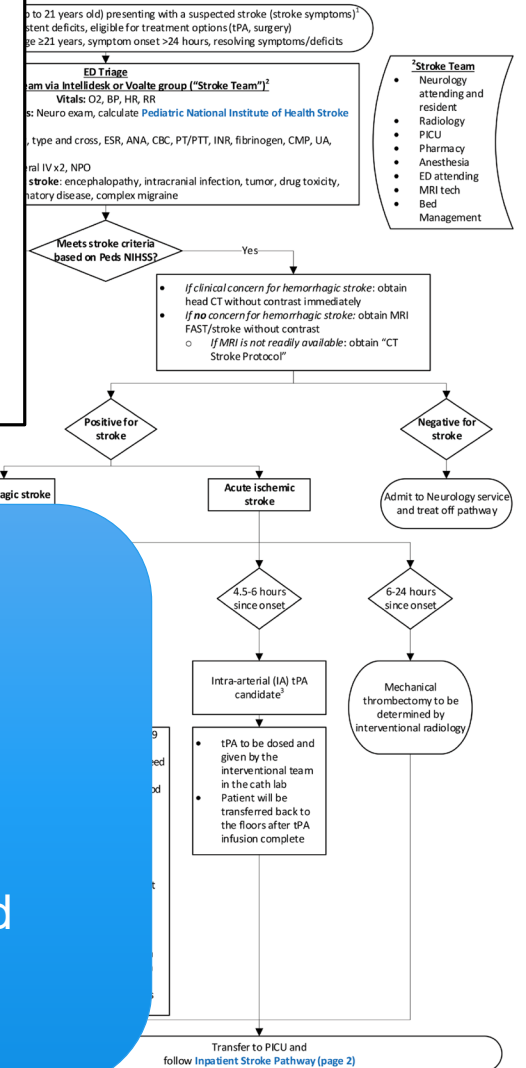 to 21 years old) presenting with a suspected stroke (stroke symptoms)1
deficits, eligible for treatment options (tPA, surgery)
≥21 years, symptom onset >24 hours, resolving symptoms/deficits
ED Triage
via Intellidesk or Voalte group ("Stroke Team")2
Vitals: O2, BP, HR, RR
Neuro exam, calculate Pediatric National Institute of Health Stroke
, type and cross, ESR, ANA, CBC, PT/PTT, INR, fibrinogen, CMP, UA,
IV x2, NPO
stroke: encephalopathy, intracranial infection, tumor, drug toxicity,
disease, complex migraine
2Stroke Team
• Neurology
attending and
resident
• Radiology
• PICU
• Pharmacy
• Anesthesia
• ED attending
• MRI tech
• Bed
Management
Meets stroke criteria
based on Peds NIHSS?
Yes
• If clinical concern for hemorrhagic stroke: obtain
head CT without contrast immediately
• If no concern for hemorrhagic stroke: obtain MRI
FAST/stroke without contrast
o If MRI is not readily available: obtain "CT
Stroke Protocol"
Positive for
stroke
Negative for
stroke
stroke
Acute ischemic
stroke
Admit to Neurology service
and treat off pathway
4.5-6 hours
since onset
6-24 hours
since onset
Intra-arterial (IA) tPA
candidate3
Mechanical
thrombectomy to be
determined by
interventional radiology
• tPA to be dosed and
given by the
interventional team
in the cath lab
• Patient will be
transferred back to
the floors after tPA
infusion complete
Transfer to PICU and
follow Inpatient Stroke Pathway (page 2)